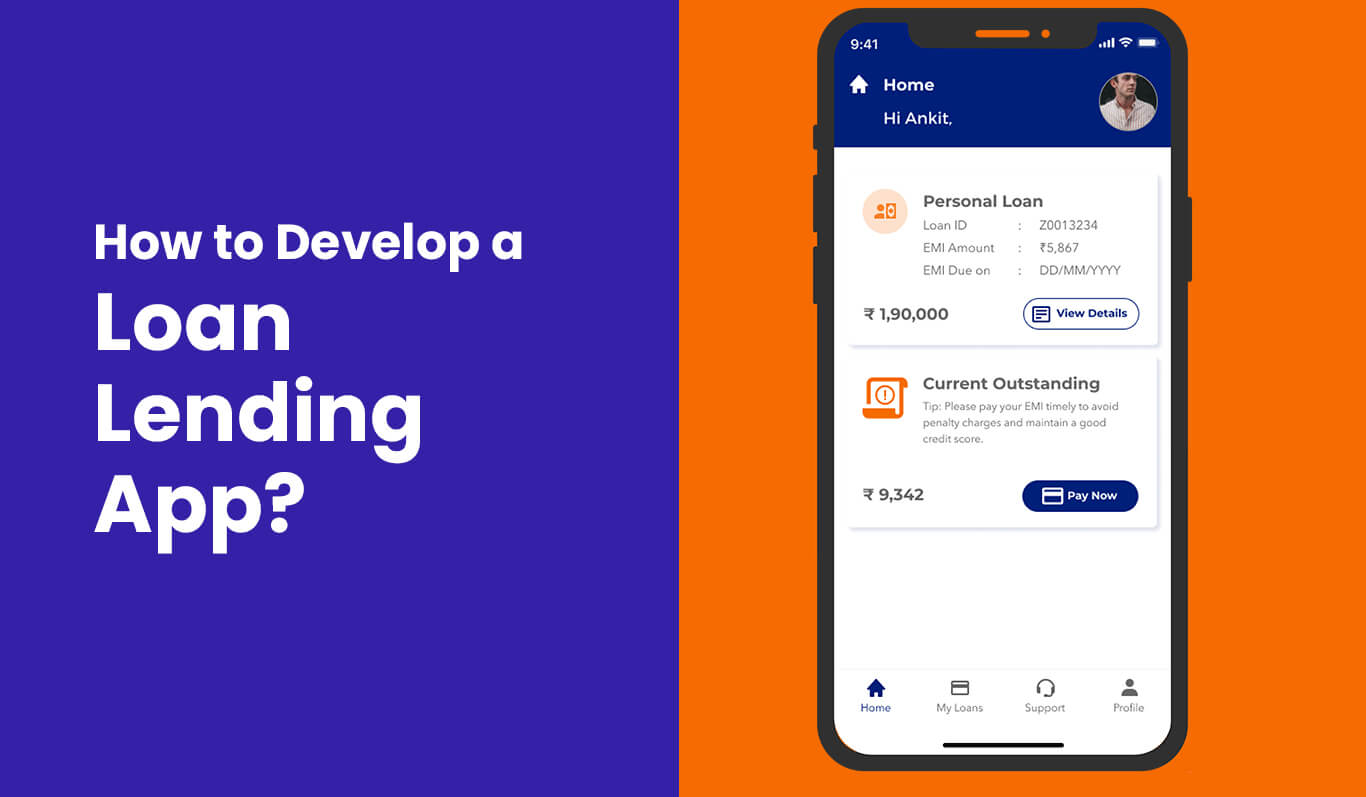 How to Develop a
Loan
Lending
App?
9:41
Home
Hi Ankit,
Personal Loan
Loan ID : Z0013234
EMI Amount : ₹5,867
EMI Due on : DD/MM/YYYY
₹ 1,90,000
View Details
Current Outstanding
Tip: Please pay your EMI timely to avoid
penalty charges and maintain a good
credit score.
₹ 9,342
Pay Now
Home My Loans Support Profile